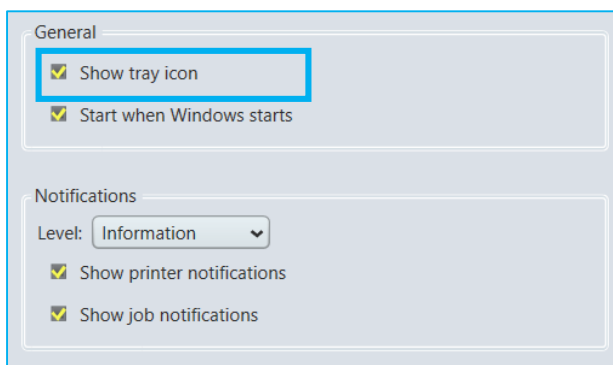 General
Show tray icon
Start when Windows starts
Notifications
Level: Information
Show printer notifications
Show job notifications